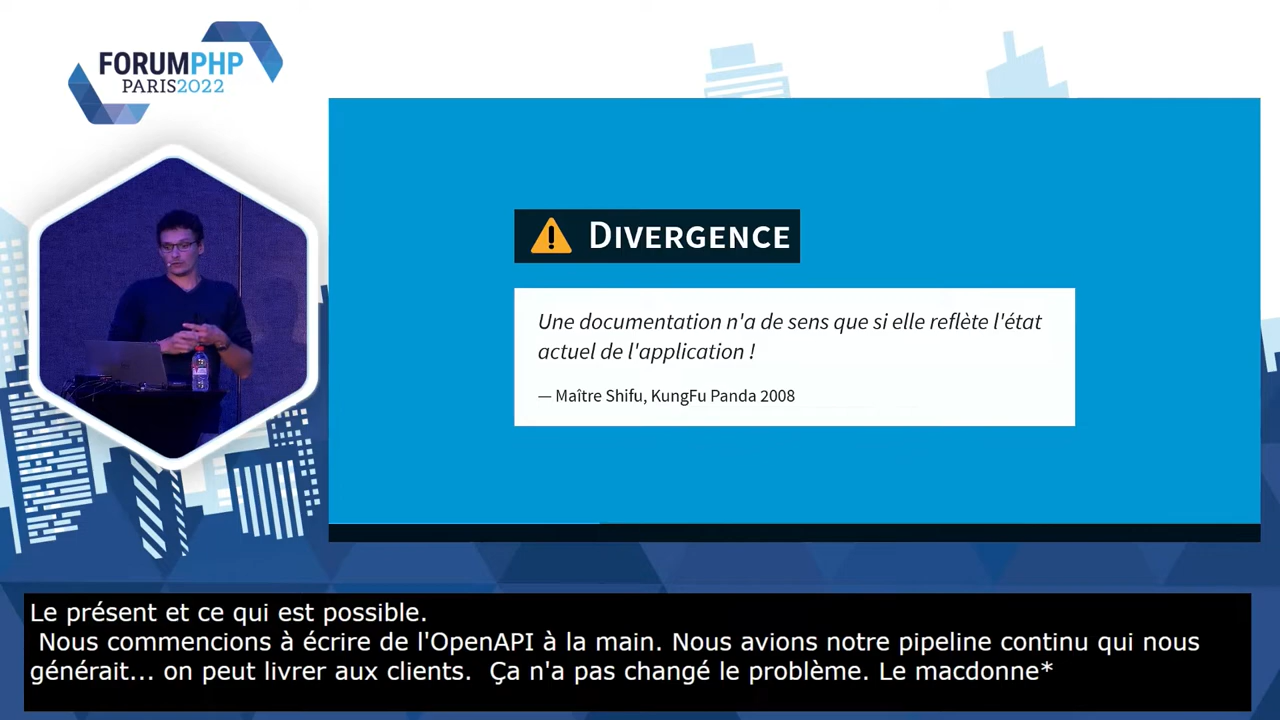 FORUMPHP
PARIS2022
⚠ DIVERGENCE
Une documentation n'a de sens que si elle reflète l'état
actuel de l'application !
— Maître Shifu, KungFu Panda 2008
Le présent et ce qui est possible.
Nous commencions à écrire de l'OpenAPI à la main. Nous avions notre pipeline continu qui nous
générait... on peut livrer aux clients. Ça n'a pas changé le problème. Le macdonne*